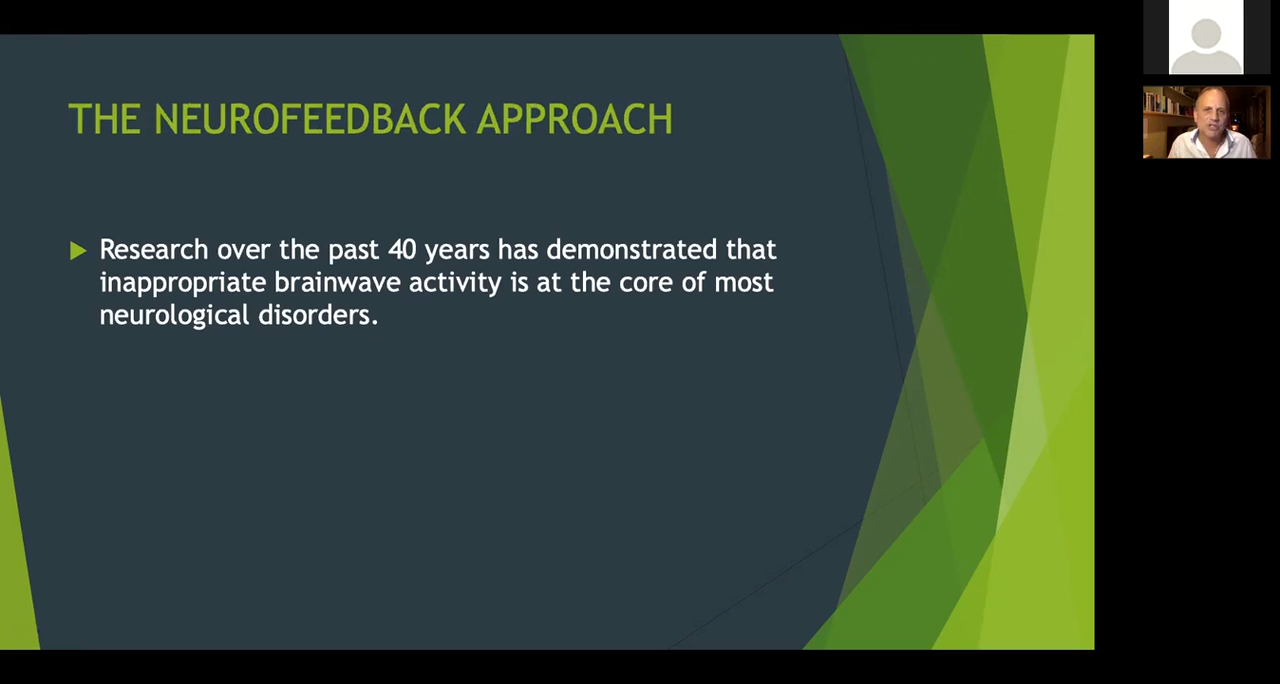 THE NEUROFEEDBACK APPROACH
Research over the past 40 years has demonstrated that
inappropriate brainwave activity is at the core of most
neurological disorders.